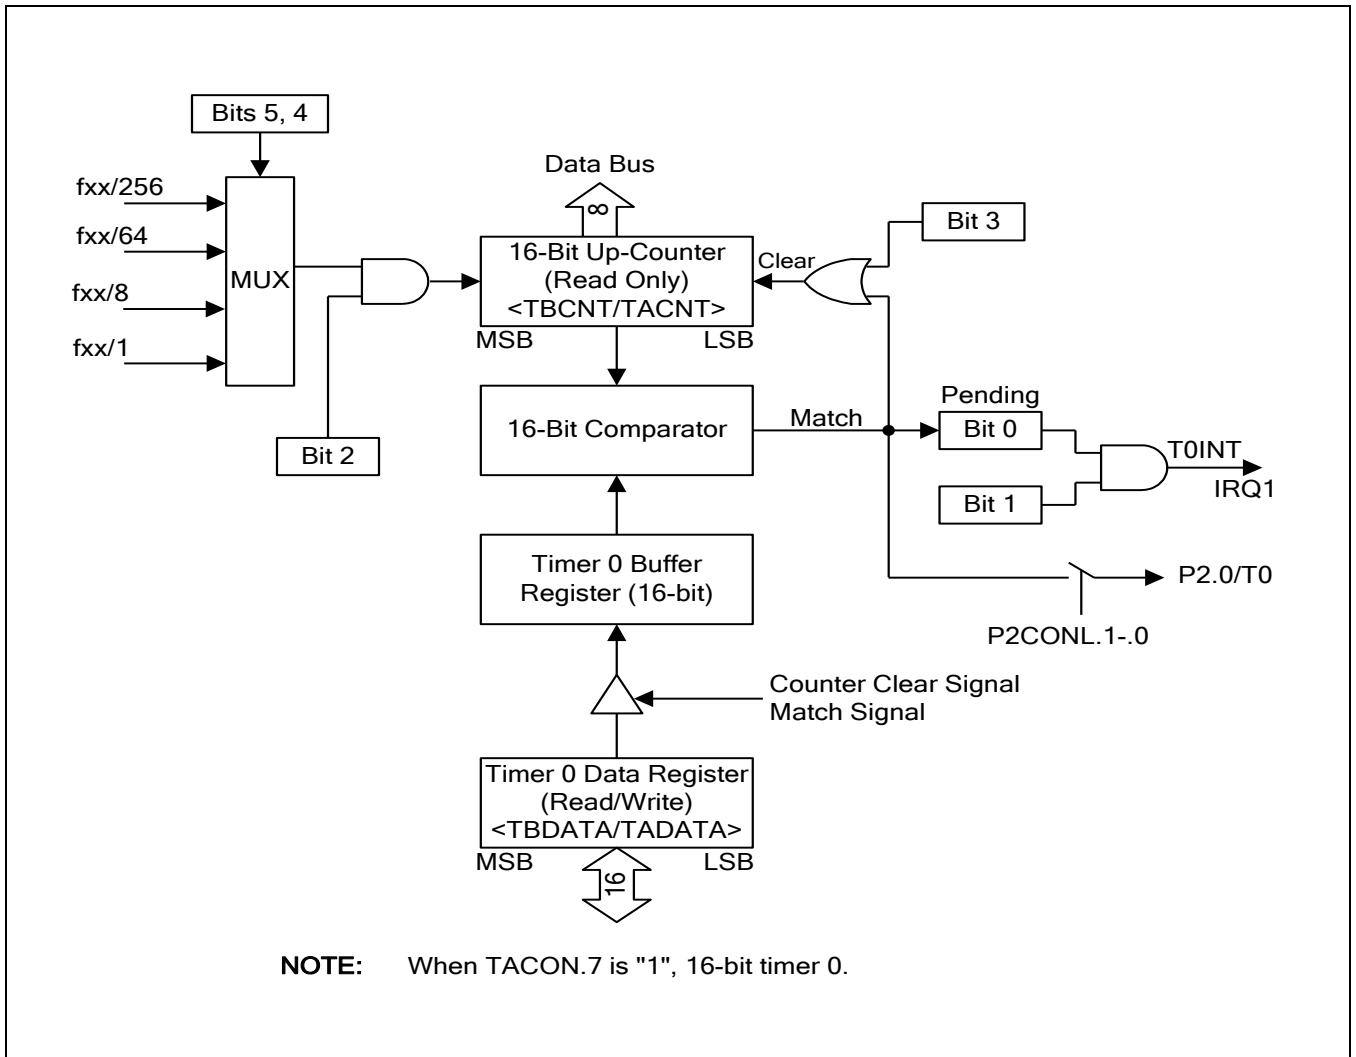 Bits 5, 4
fxx/256
fxx/64
fxx/8
fxx/1
MUX
Bit 2
Data Bus
8
16-Bit Up-Counter
(Read Only)
<TBCNT/TACNT>
MSB
LSB
Clear
Bit 3
16-Bit Comparator
Match
Pending
Bit 0
Bit 1
T0INT
IRQ1
Timer 0 Buffer
Register (16-bit)
P2.0/T0
P2CONL.1-.0
Counter Clear Signal
Match Signal
Timer 0 Data Register
(Read/Write)
<TBDATA/TADATA>
MSB
LSB
16
NOTE: When TACON.7 is "1", 16-bit timer 0.